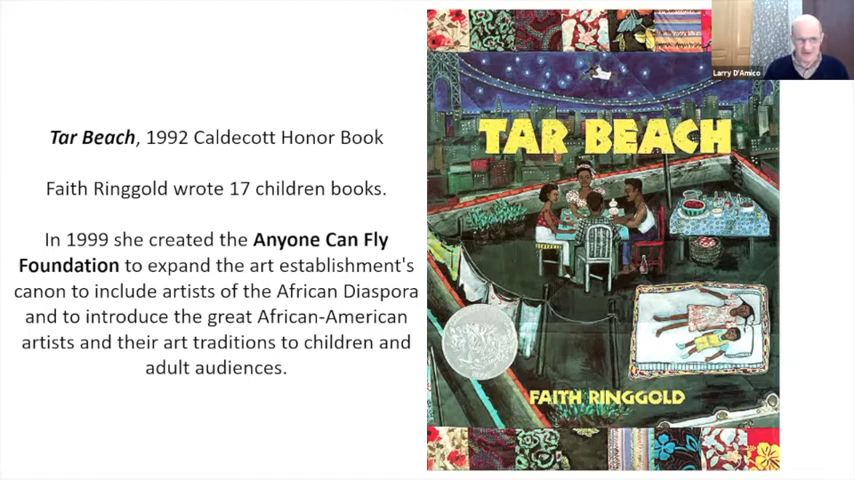 Tar Beach, 1992 Caldecott Honor Book
Faith Ringgold wrote 17 children books.
In 1999 she created the Anyone Can Fly
Foundation to expand the art establishment's
canon to include artists of the African Diaspora
and to introduce the great African-American
artists and their art traditions to children and
adult audiences.
TAR BEACH
FAITH RINGGOLD
Larry D'Amico